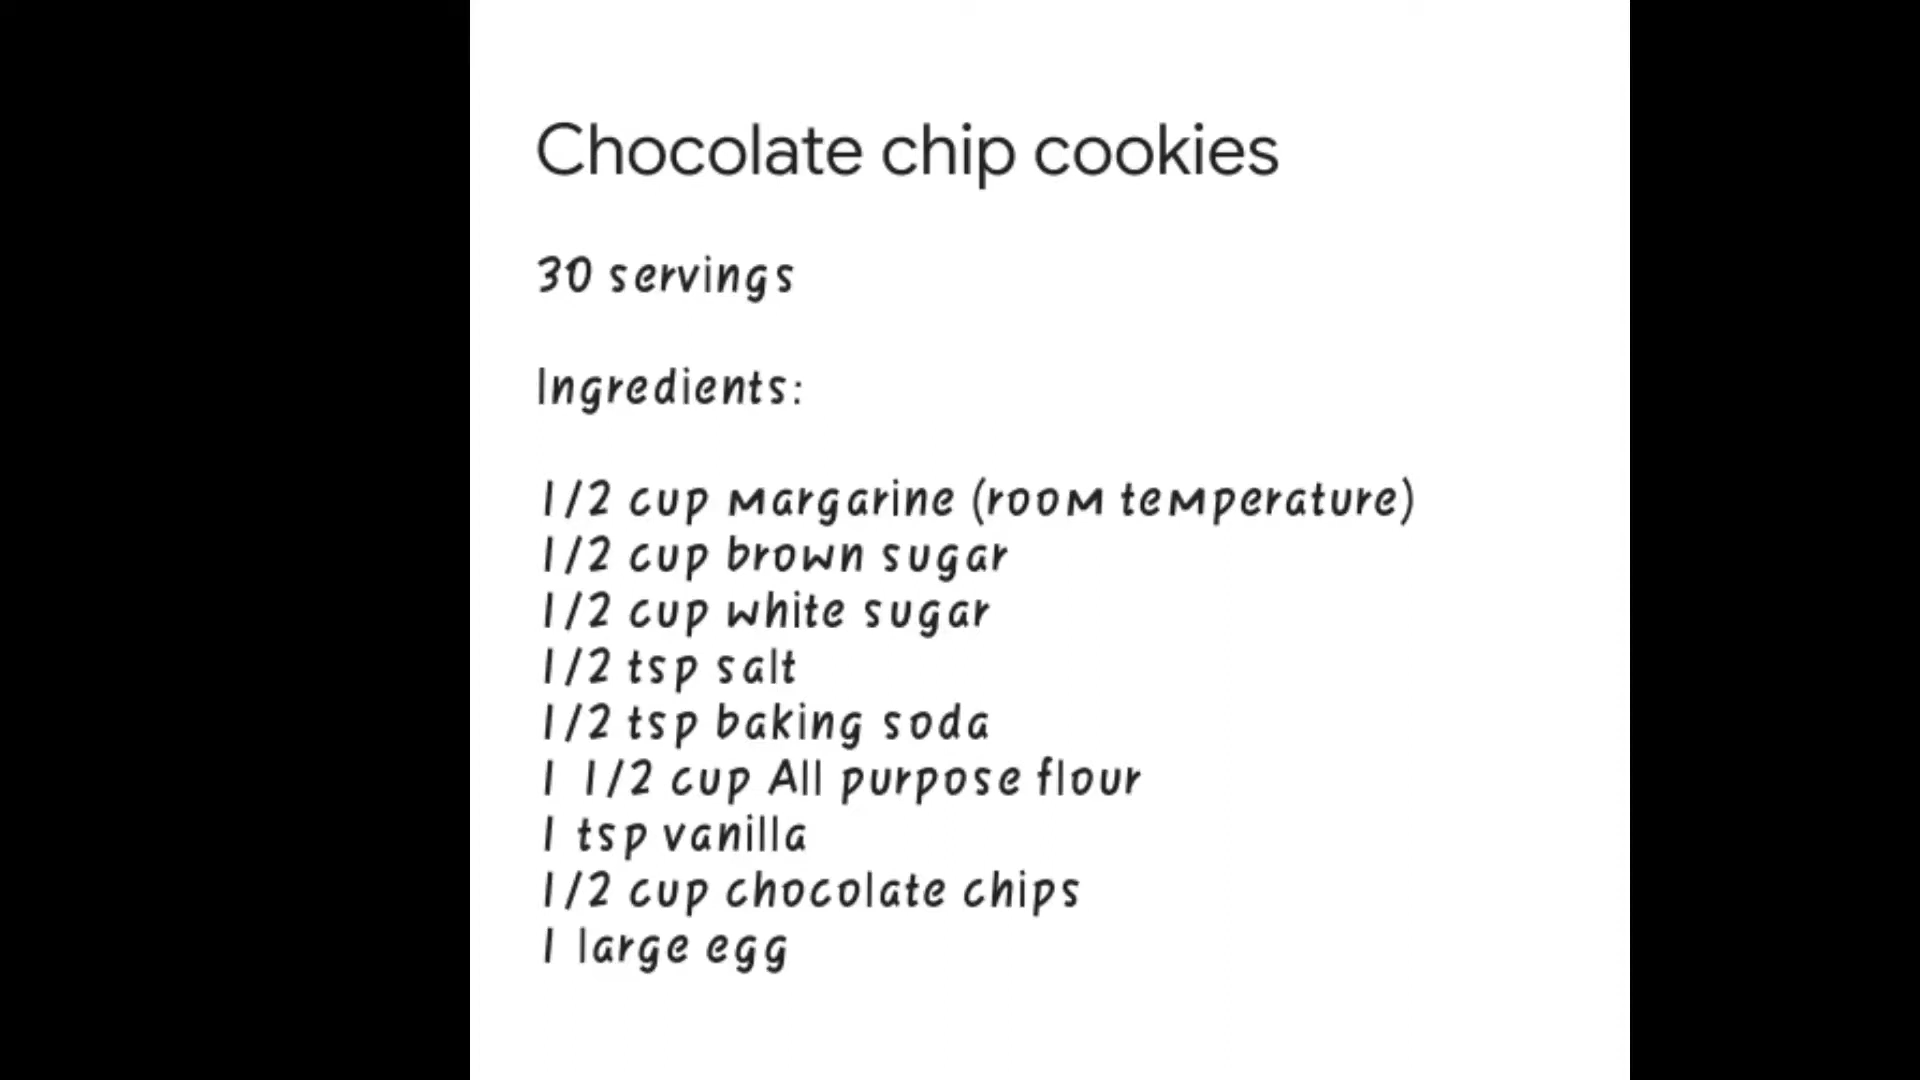 Chocolate chip cookies
30 servings
Ingredients:
1/2 cup margarine (room temperature)
1/2 cup brown sugar
1/2 cup white sugar
1/2 tsp salt
1/2 tsp baking soda
1 1/2 cup All purpose flour
1 tsp vanilla
1/2 cup chocolate chips
1 large egg